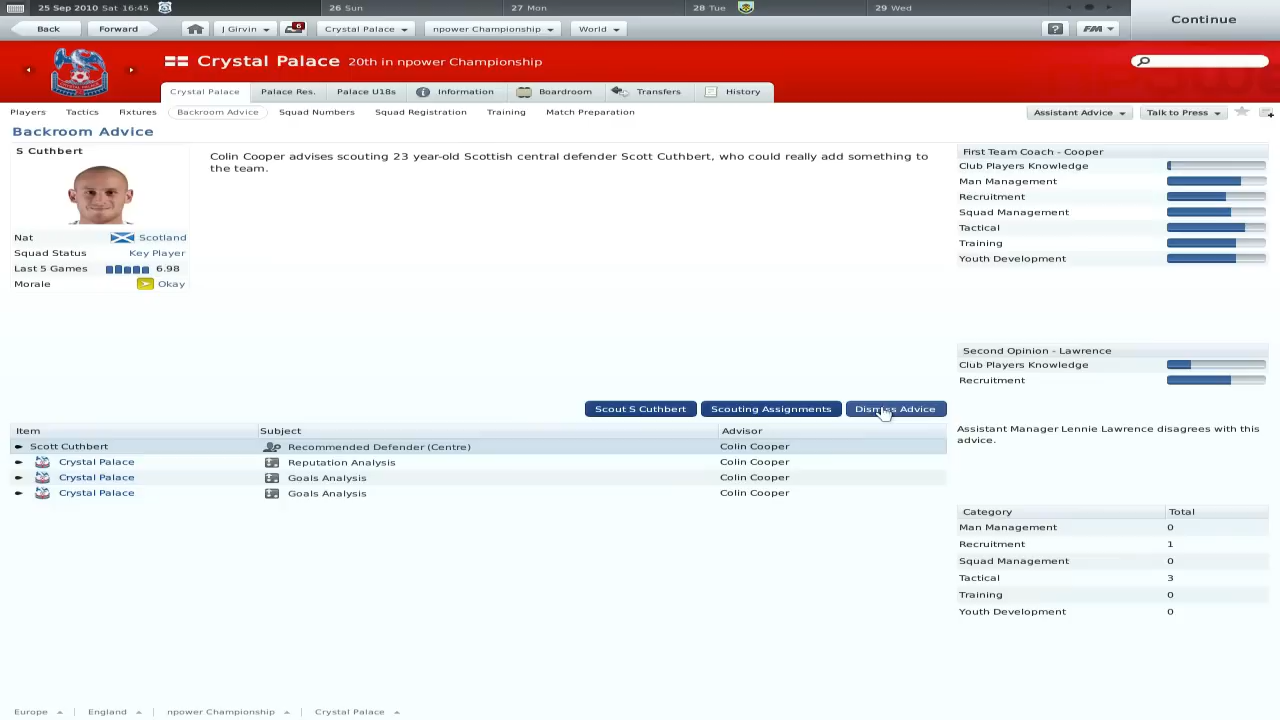 25 Sep 2010 Sat 16:45 26 Sun 27 Mon 28 Tue 29 Wed
Continue
Back Forward J Girvin 6 Crystal Palace npower Championship World ? FM
Crystal Palace 20th in npower Championship
Crystal Palace Palace Res. Palace U18s Information Boardroom Transfers History
Players Tactics Fixtures Backroom Advice Squad Numbers Squad Registration Training Match Preparation Assistant Advice Talk to Press
Backroom Advice
S Cuthbert
Nat Scotland
Squad Status Key Player
Last 5 Games 6.98
Morale Okay
Colin Cooper advises scouting 23 year-old Scottish central defender Scott Cuthbert, who could really add something to
the team.
First Team Coach - Cooper
Club Players Knowledge
Man Management
Recruitment
Squad Management
Tactical
Training
Youth Development
Second Opinion - Lawrence
Club Players Knowledge
Recruitment
Assistant Manager Lennie Lawrence disagrees with this
advice.
Scout S Cuthbert Scouting Assignments Dismiss Advice
Item Subject Advisor
Scott Cuthbert Recommended Defender (Centre) Colin Cooper
Crystal Palace Reputation Analysis Colin Cooper
Crystal Palace Goals Analysis Colin Cooper
Crystal Palace Goals Analysis Colin Cooper
Category Total
Man Management 0
Recruitment 1
Squad Management 0
Tactical 3
Training 0
Youth Development 0
Europe England npower Championship Crystal Palace